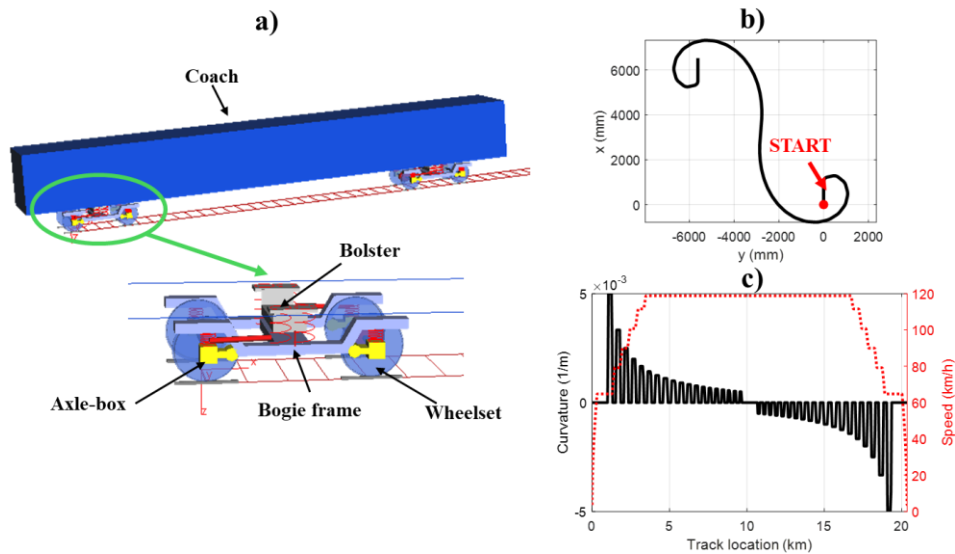 a)
Coach
Bolster
Axle-box
Bogie frame
Wheelset
x
z
z
b)
6000
4000
2000
0
x (mm)
START
-6000 -4000 -2000 0 2000
y (mm)
c)
×10⁻³
5
0
-5
Curvature (1/m)
120
100
80
60
40
20
0
Speed (km/h)
0 5 10 15 20
Track location (km)